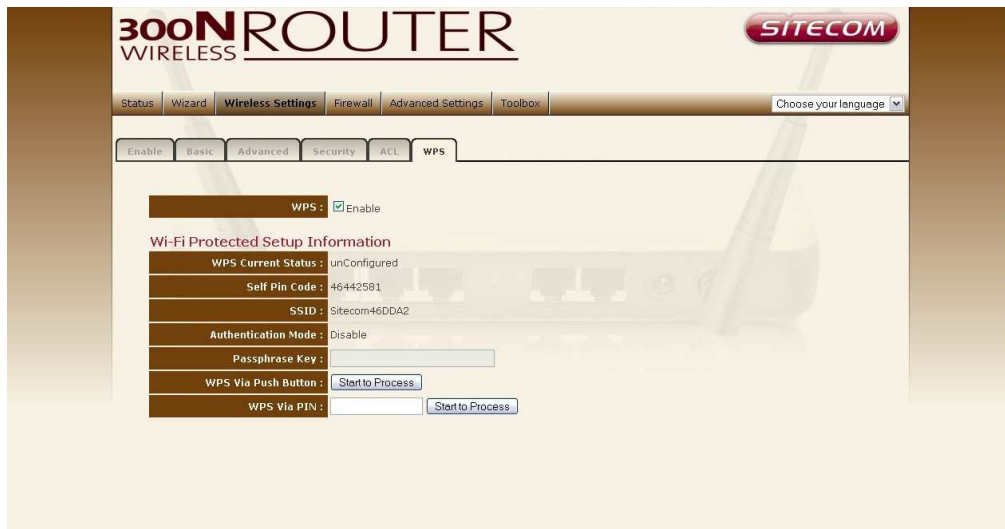 300N ROUTER
WIRELESS
SITECOM
Status Wizard Wireless Settings Firewall Advanced Settings Toolbox Choose your language
Enable Basic Advanced Security ACL WPS
WPS : Enable
Wi-Fi Protected Setup Information
WPS Current Status : unConfigured
Self Pin Code : 46442581
SSID : Sitecom46DDA2
Authentication Mode : Disable
Passphrase Key :
WPS Via Push Button : Start to Process
WPS Via PIN : Start to Process